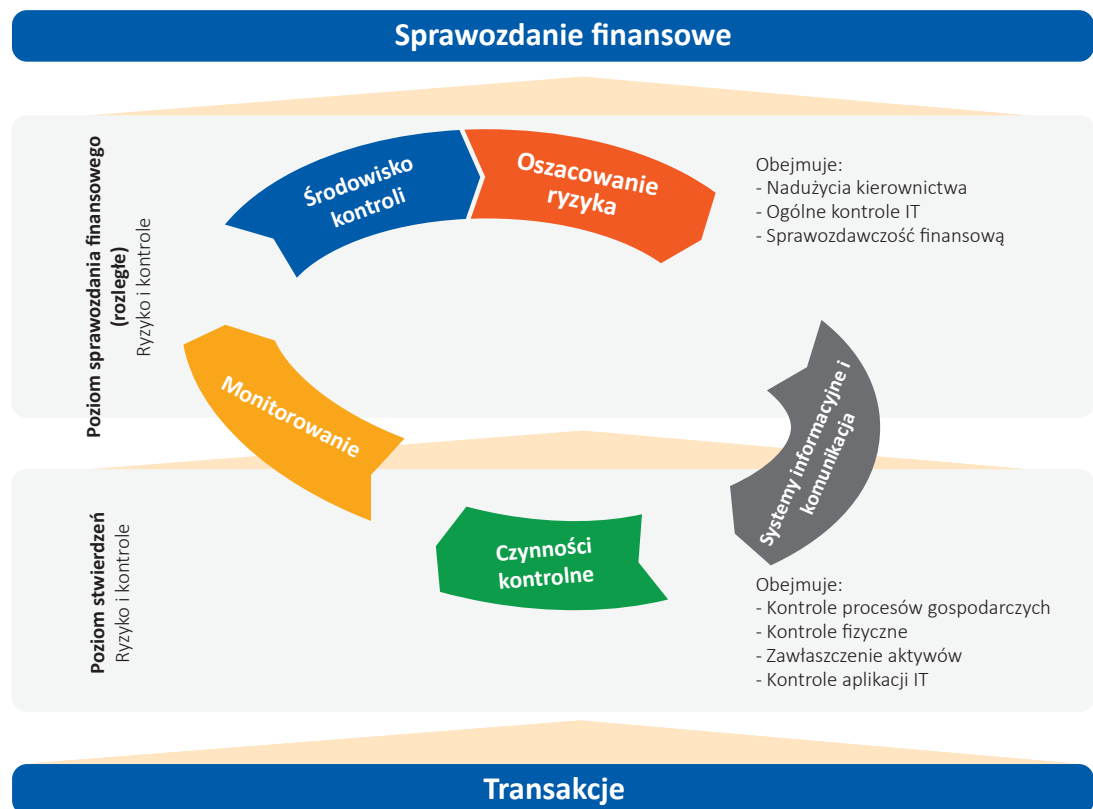 Sprawozdanie finansowe
Poziom sprawozdania finansowego
(rozległe)
Ryzyko i kontrole
Środowisko
kontroli
Oszacowanie
ryzyka
Obejmuje:
- Nadużycia kierownictwa
- Ogólne kontrole IT
- Sprawozdawczość finansową
Monitorowanie
Systemy informacyjne i
komunikacja
Poziom stwierdzeń
Ryzyko i kontrole
Czynności
kontrolne
Obejmuje:
- Kontrole procesów gospodarczych
- Kontrole fizyczne
- Zawłaszczenie aktywów
- Kontrole aplikacji IT
Transakcje